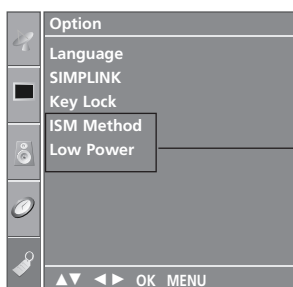 Option
Language
SIMPLINK
Key Lock
ISM Method
Low Power
▲▼ ◄► OK MENU